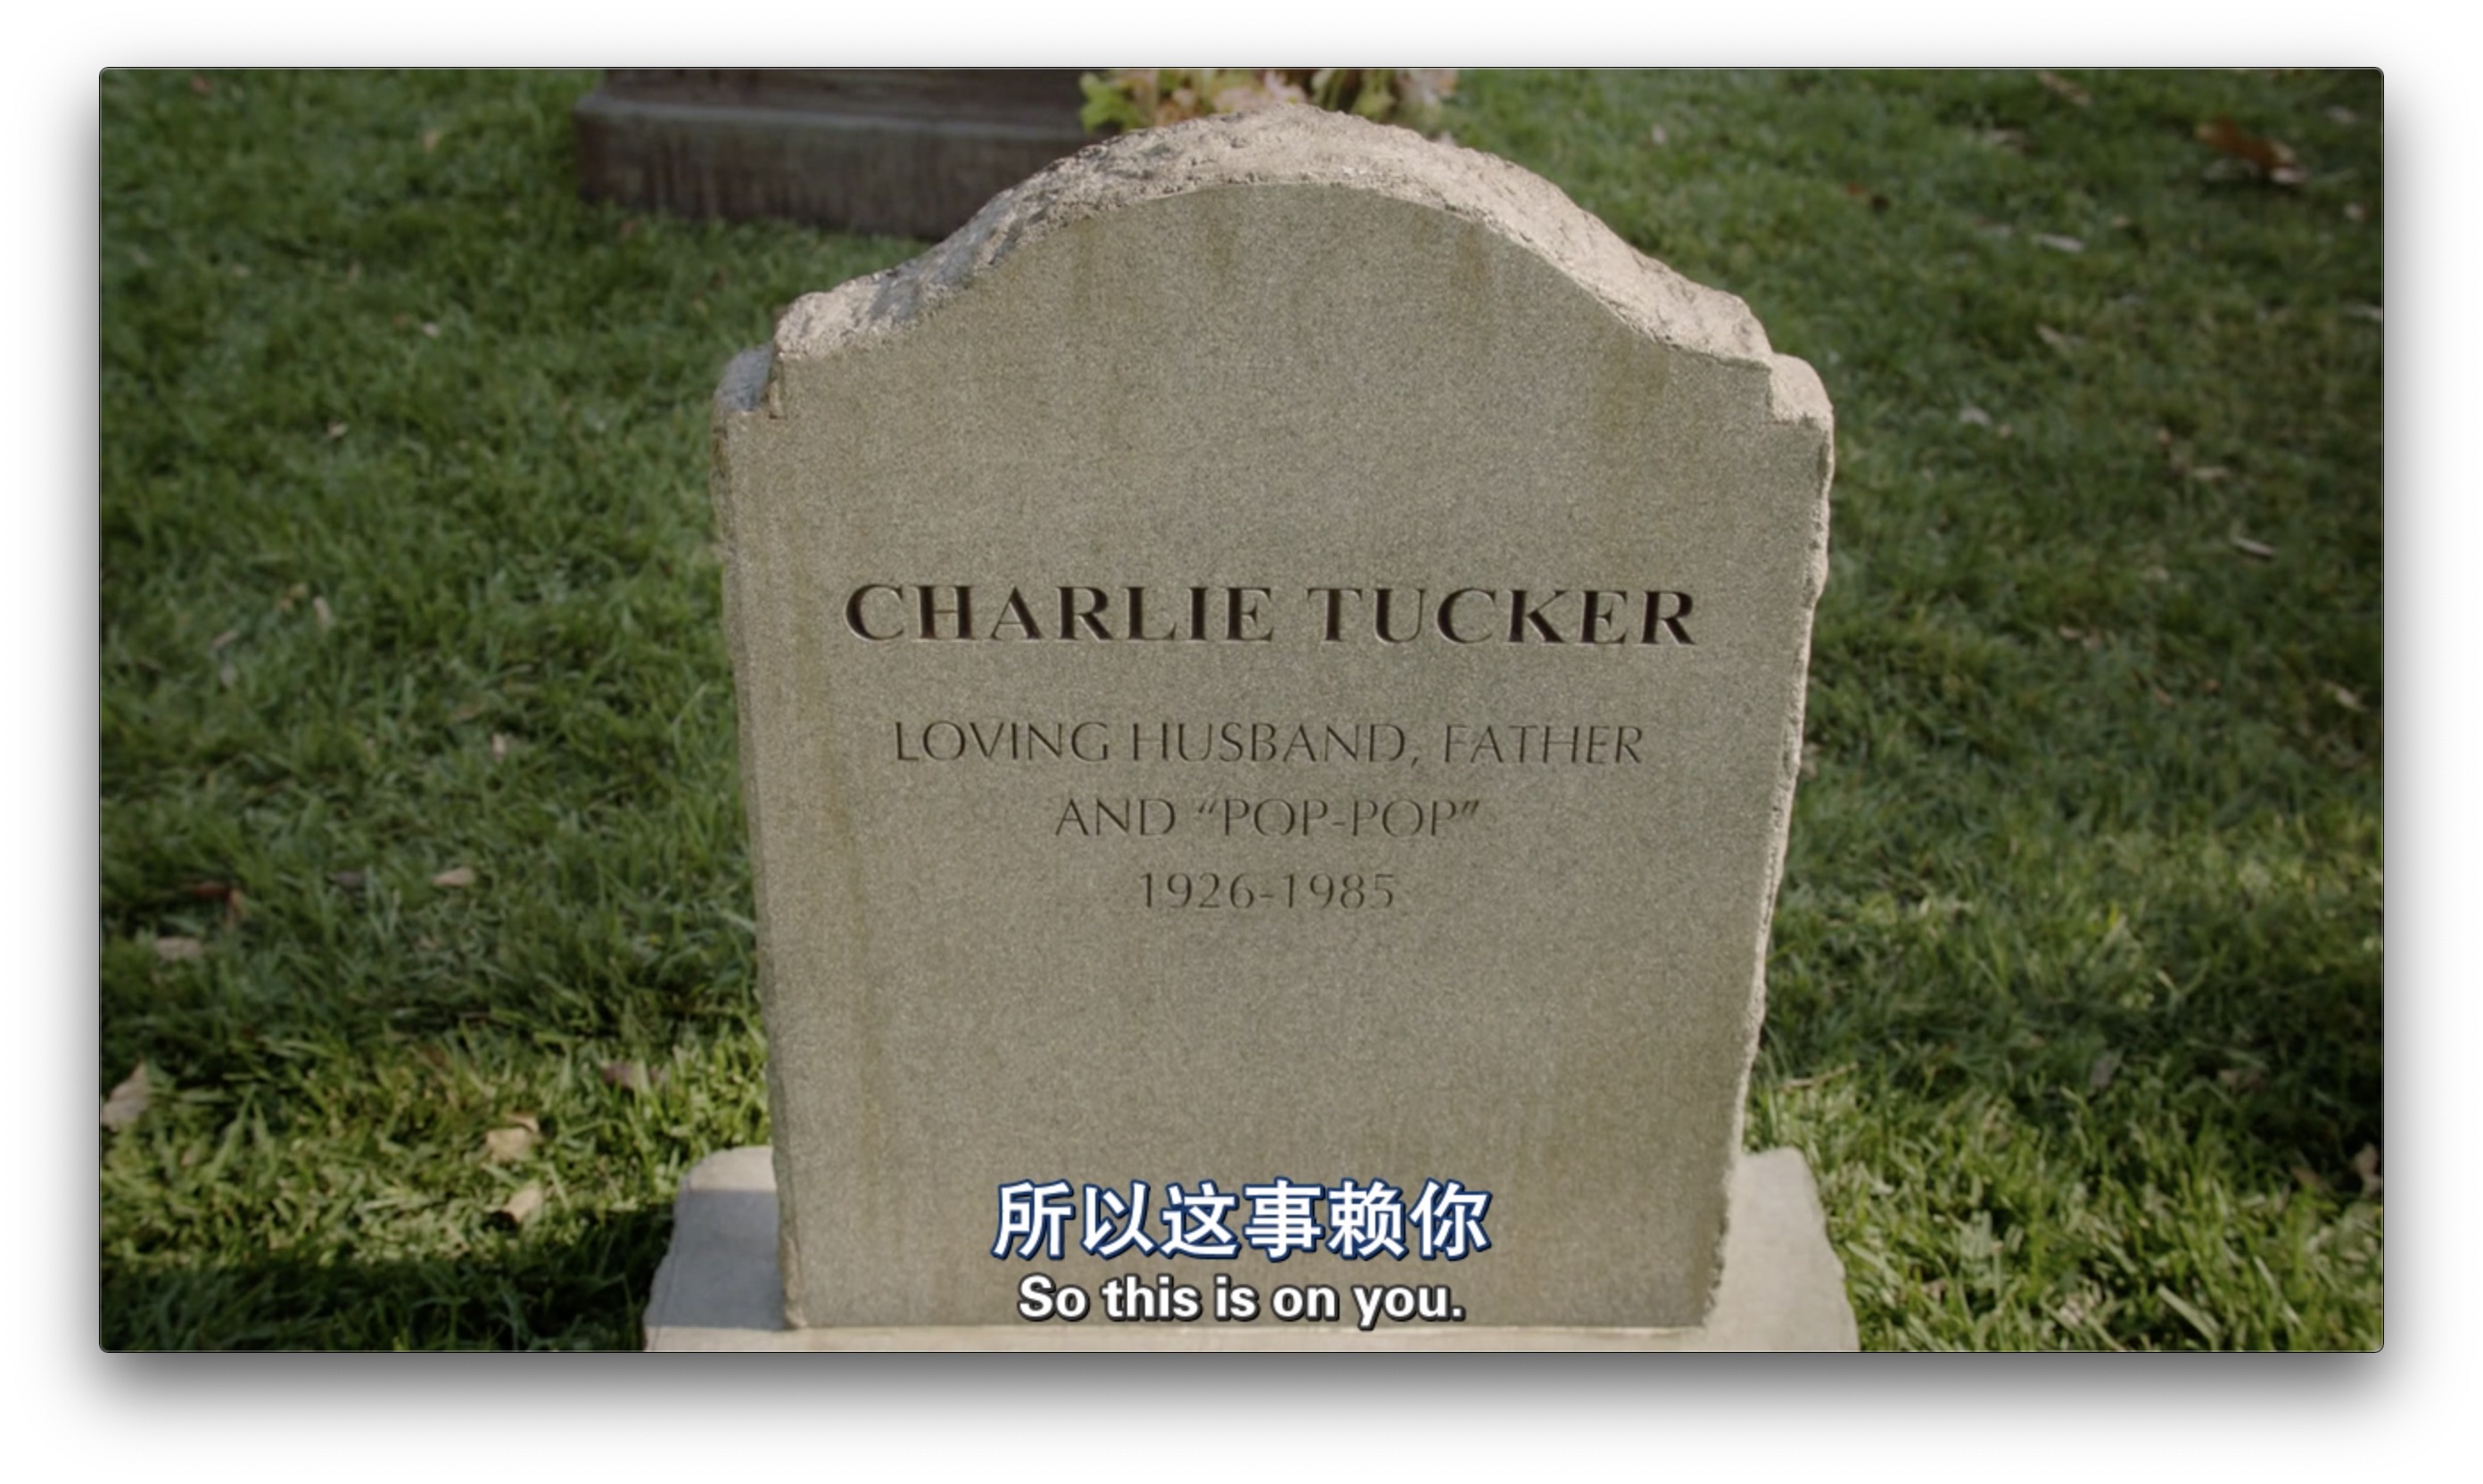 CHARLIE TUCKER
LOVING HUSBAND, FATHER
AND “POP-POP”
1926-1985
所以这事赖你
So this is on you.